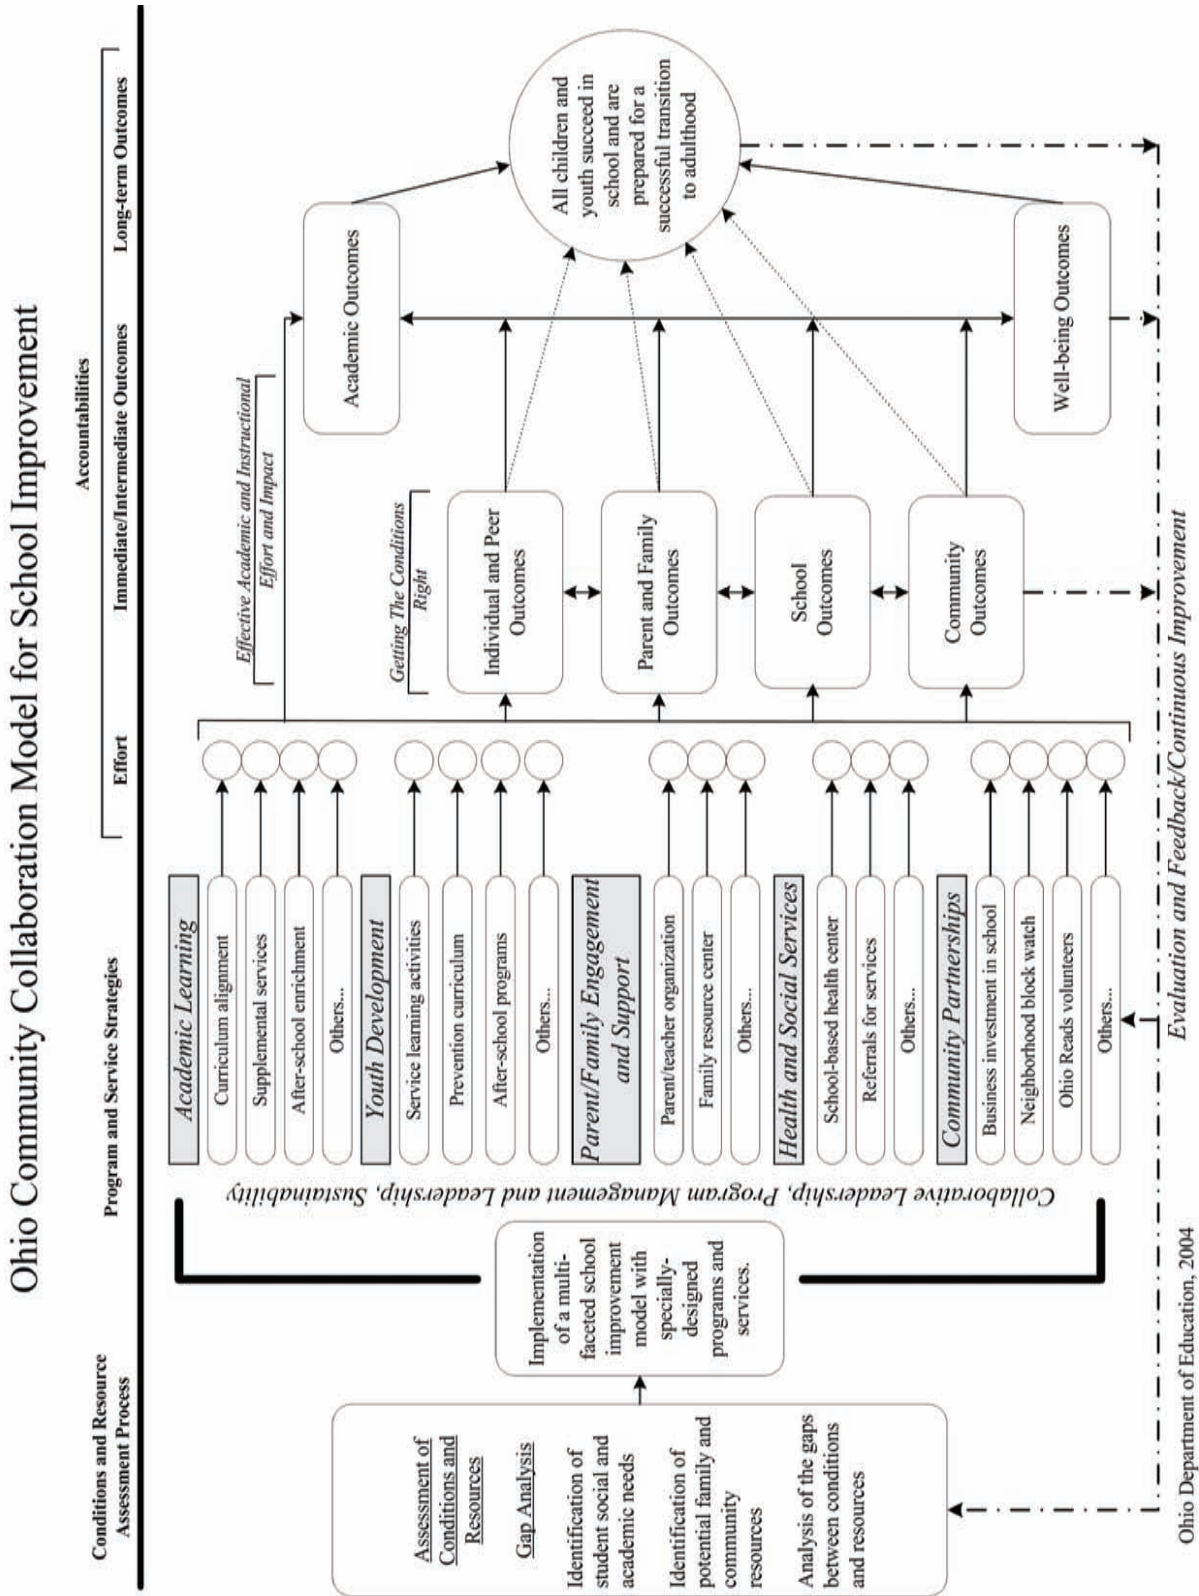 Ohio Community Collaboration Model for School Improvement
Conditions and Resource
Assessment Process
Program and Service Strategies
Accountabilities
Effort
Immediate/Intermediate Outcomes
Long-term Outcomes
Assessment of
Conditions and
Resources
Gap Analysis
Identification of
student social and
academic needs
Identification of
potential family and
community
resources
Analysis of the gaps
between conditions
and resources
Implementation
of a multi-
faceted school
improvement
model with
specially-
designed
programs and
services.
Collaborative Leadership, Program Management and Leadership, Sustainability
Academic Learning
Curriculum alignment
Supplemental services
After-school enrichment
Others...
Youth Development
Service learning activities
Prevention curriculum
After-school programs
Others...
Parent/Family Engagement
and Support
Parent/teacher organization
Family resource center
Others...
Health and Social Services
School-based health center
Referrals for services
Others...
Community Partnerships
Business investment in school
Neighborhood block watch
Ohio Reads volunteers
Others...
Effective Academic and Instructional
Effort and Impact
Getting The Conditions
Right
Individual and Peer
Outcomes
Parent and Family
Outcomes
School
Outcomes
Community
Outcomes
Academic Outcomes
Well-being Outcomes
All children and
youth succeed in
school and are
prepared for a
successful transition
to adulthood
Evaluation and Feedback/Continuous Improvement
Ohio Department of Education, 2004